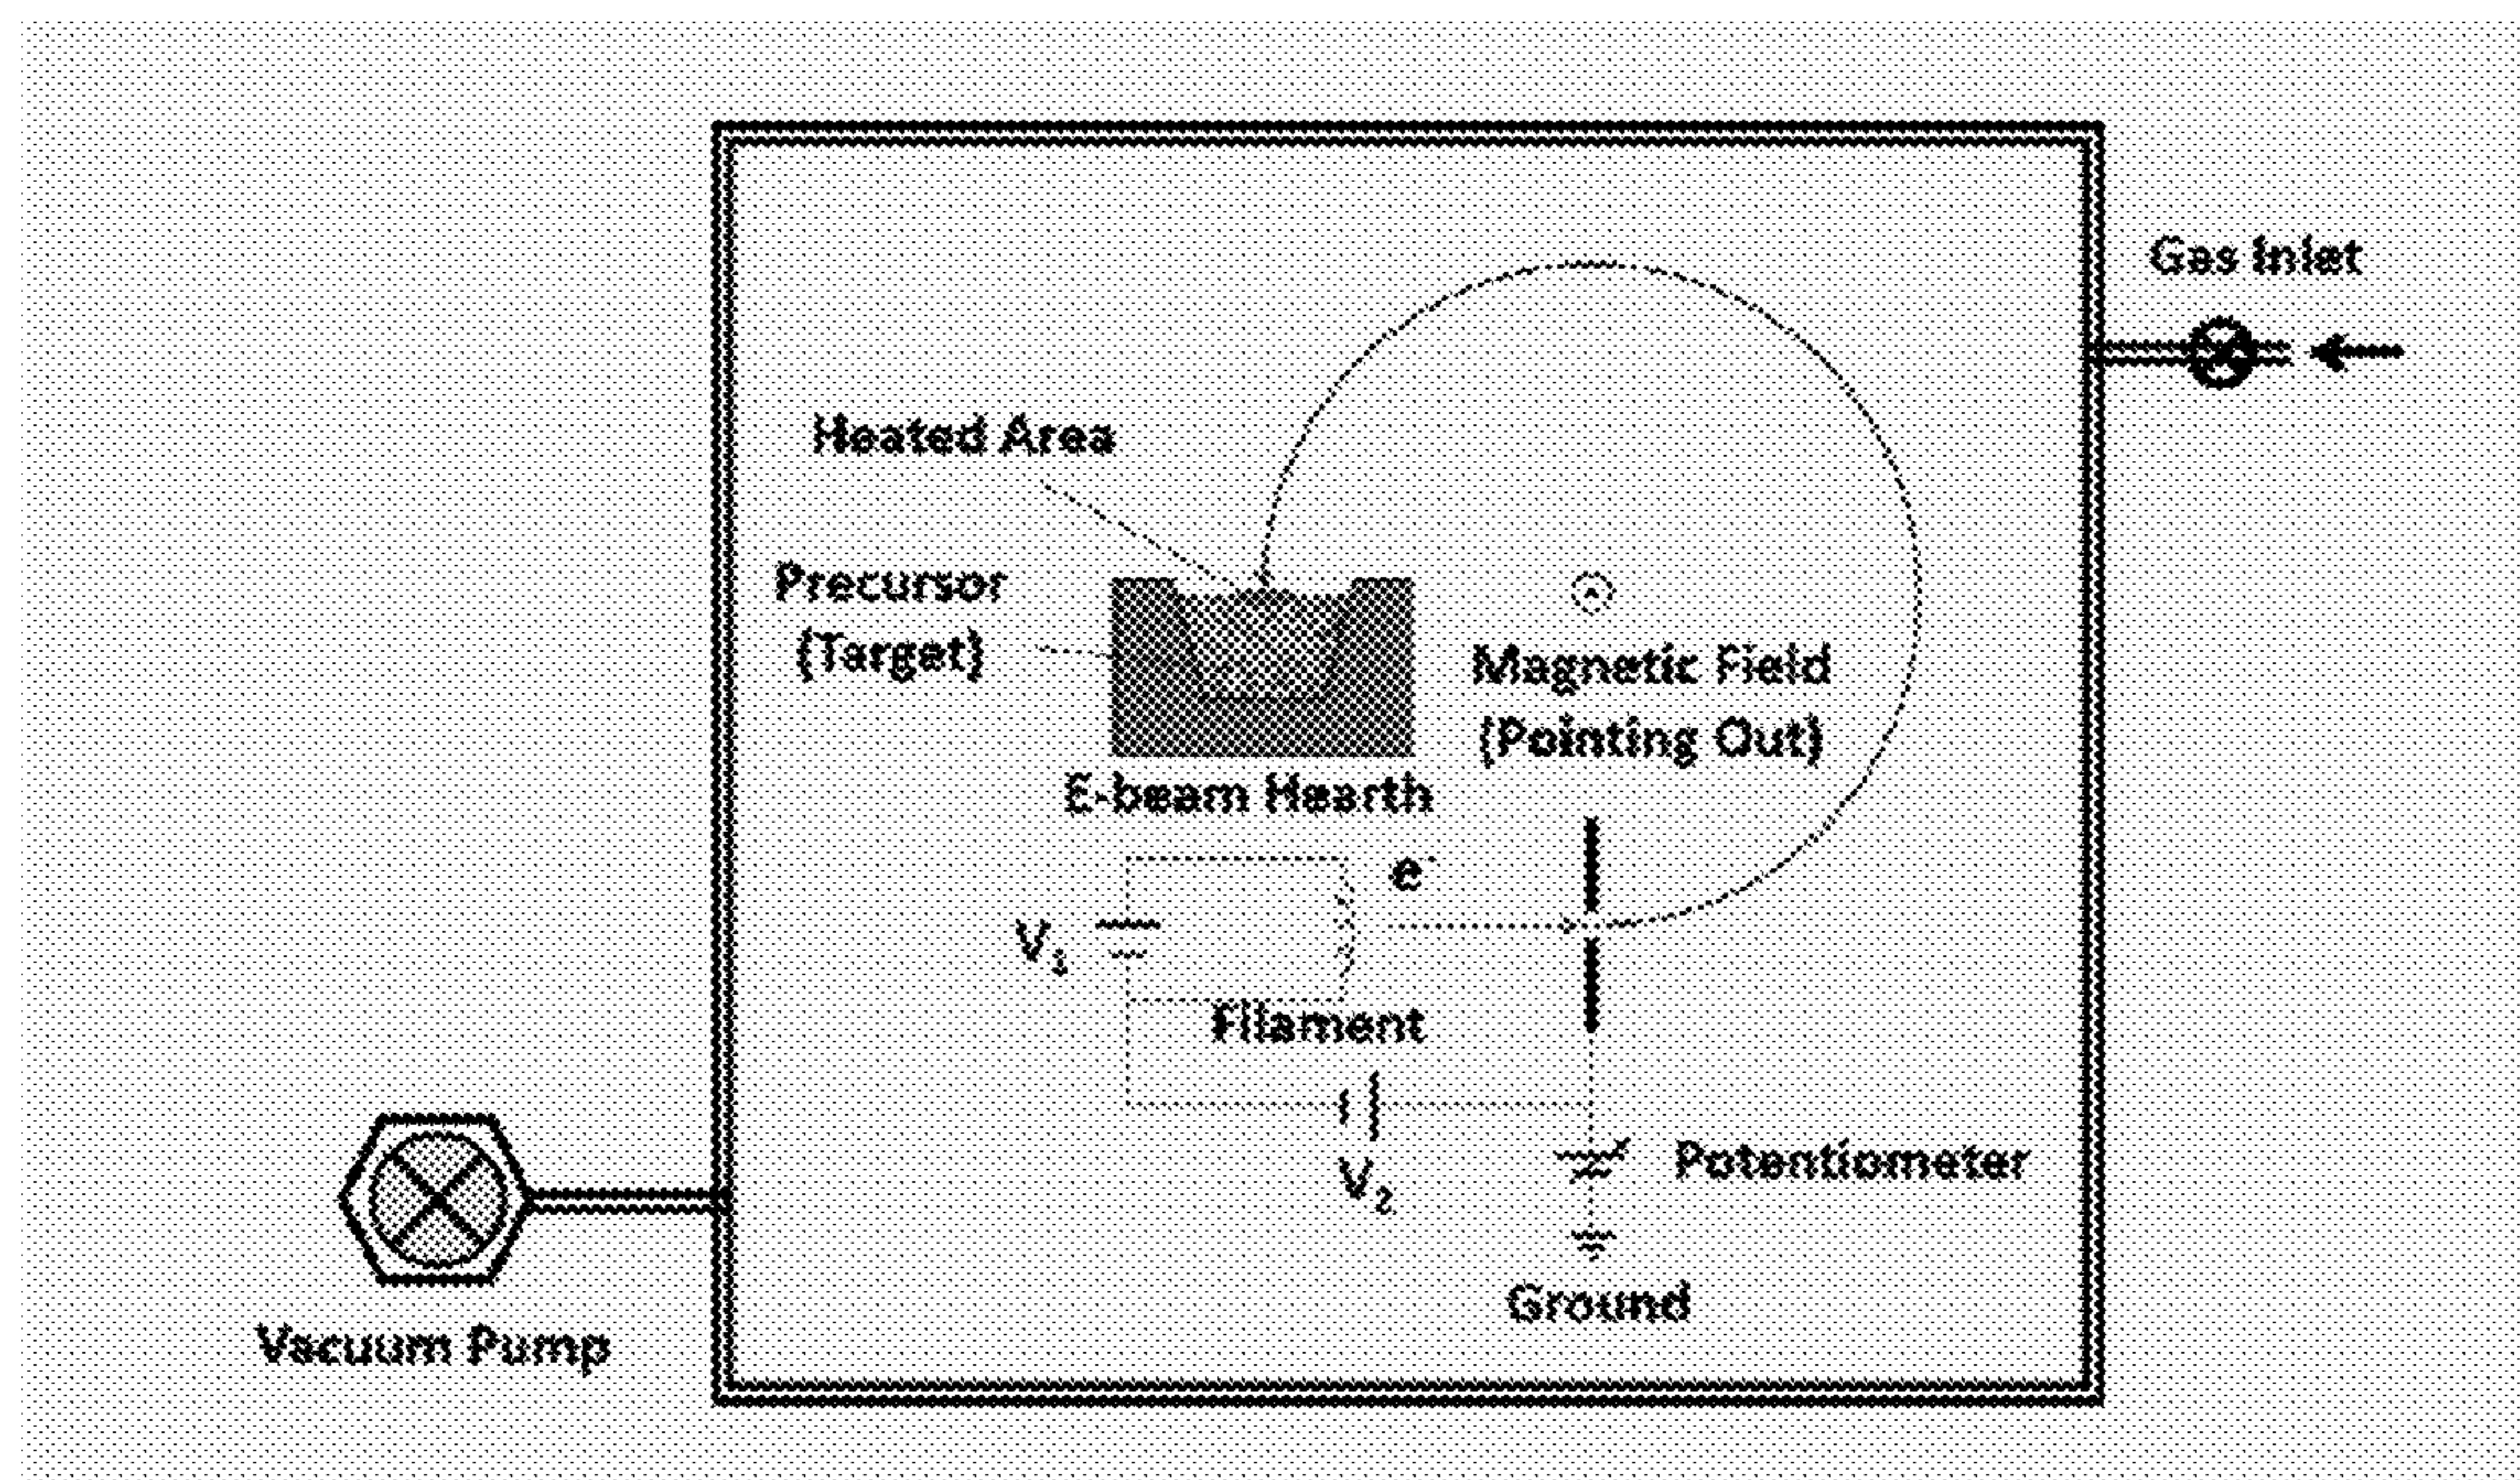 Gas Inlet
Heated Area
Precursor
(Target)
Magnetic Field
(Pointing Out)
E-beam Hearth
e⁻
V₁
Filament
V₂
Potentiometer
Ground
Vacuum Pump